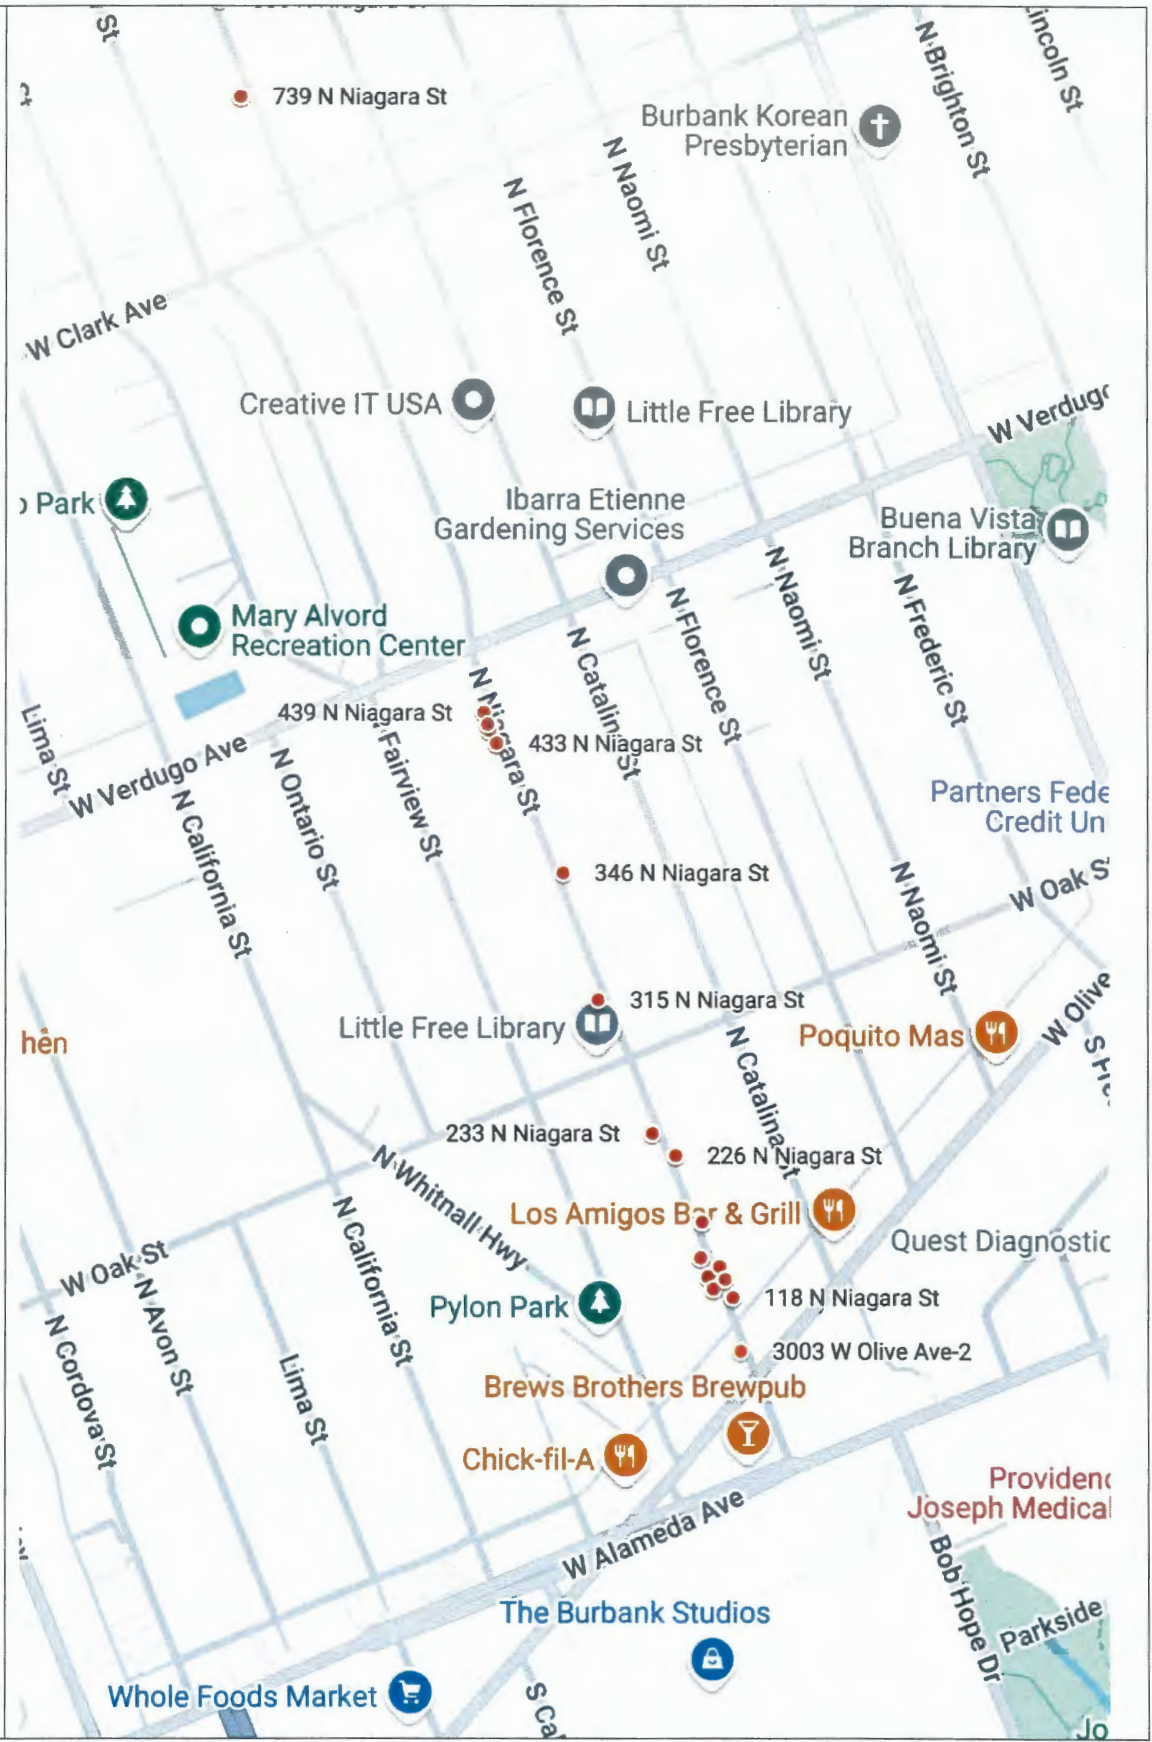 St
739 N Niagara St
Burbank Korean
Presbyterian
N Brighton St
Lincoln St
N Naomi St
N Florence St
W Clark Ave
Creative IT USA
Little Free Library
W Verdugo
Park
Ibarra Etienne
Gardening Services
Buena Vista
Branch Library
Mary Alvord
Recreation Center
N Naomi St
N Florence St
N Frederic St
N Catalina St
N Niagara St
439 N Niagara St
433 N Niagara St
Lima St
W Verdugo Ave
Fairview St
N Ontario St
N California St
Partners Fede
Credit Un
346 N Niagara St
W Oak S
N Naomi St
315 N Niagara St
Little Free Library
Poquito Mas
W Olive
hén
N Catalina St
233 N Niagara St
226 N Niagara St
N Whitnall Hwy
Los Amigos Bar & Grill
Quest Diagnostic
W Oak St
N California St
N Avon St
Pylon Park
118 N Niagara St
N Cordova St
Lima St
3003 W Olive Ave-2
Brews Brothers Brewpub
Chick-fil-A
Providenc
Joseph Medical
W Alameda Ave
Bob Hope Dr
The Burbank Studios
Parkside
Whole Foods Market
S Ca
Jo